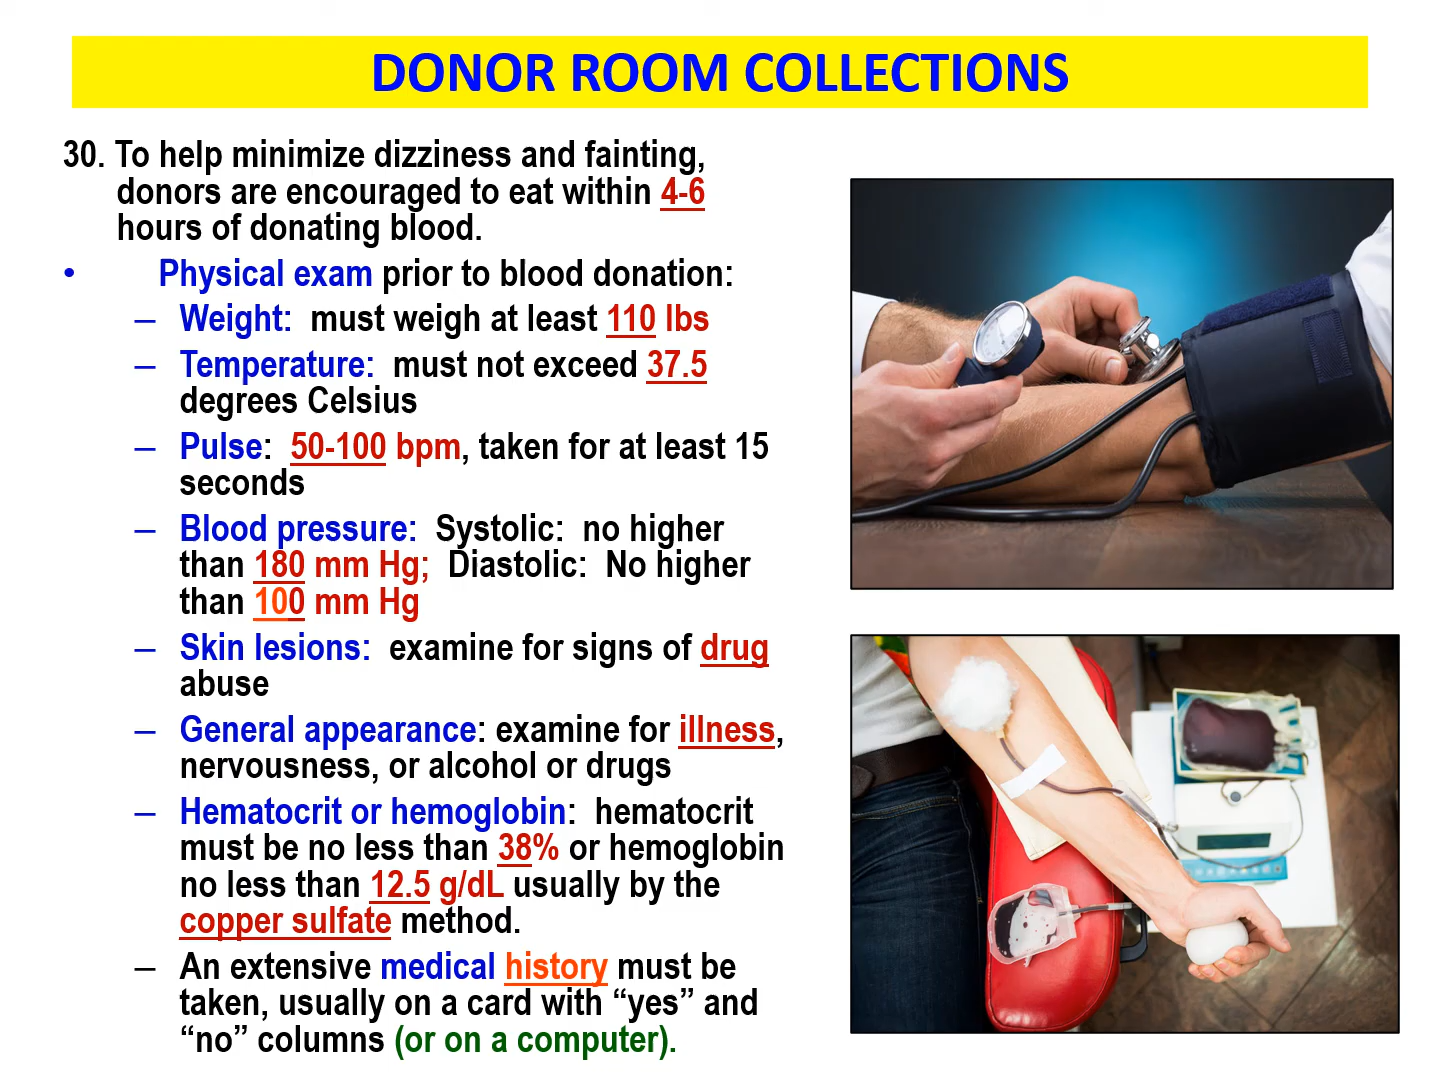 DONOR ROOM COLLECTIONS
30. To help minimize dizziness and fainting,
donors are encouraged to eat within 4-6
hours of donating blood.
• Physical exam prior to blood donation:
– Weight: must weigh at least 110 lbs
– Temperature: must not exceed 37.5
degrees Celsius
– Pulse: 50-100 bpm, taken for at least 15
seconds
– Blood pressure: Systolic: no higher
than 180 mm Hg; Diastolic: No higher
than 100 mm Hg
– Skin lesions: examine for signs of drug
abuse
– General appearance: examine for illness,
nervousness, or alcohol or drugs
– Hematocrit or hemoglobin: hematocrit
must be no less than 38% or hemoglobin
no less than 12.5 g/dL usually by the
copper sulfate method.
– An extensive medical history must be
taken, usually on a card with “yes” and
“no” columns (or on a computer).